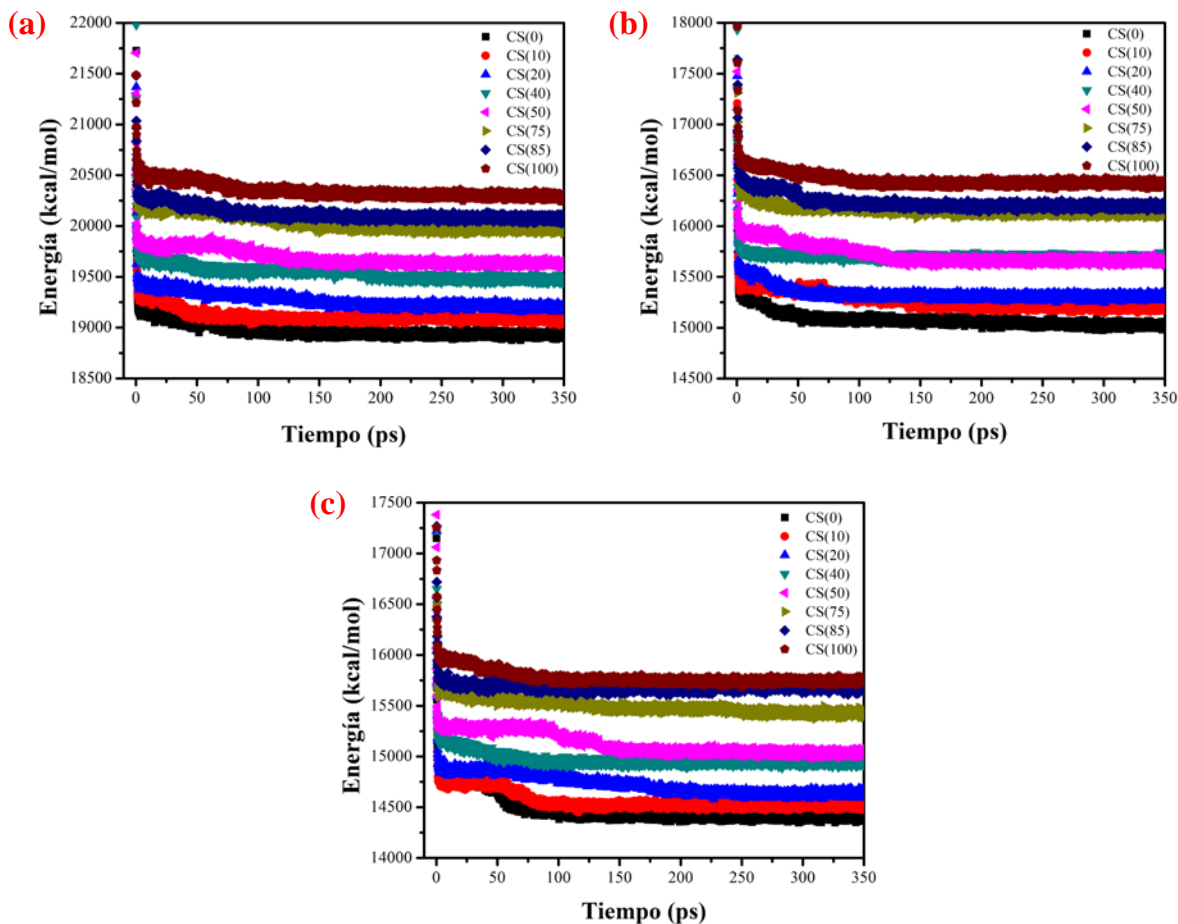 (a)
22000
21500
21000
20500
20000
19500
19000
18500
Energía (kcal/mol)
0 50 100 150 200 250 300 350
Tiempo (ps)
CS(0)
CS(10)
CS(20)
CS(40)
CS(50)
CS(75)
CS(85)
CS(100)
(b)
18000
17500
17000
16500
16000
15500
15000
14500
Energía (kcal/mol)
0 50 100 150 200 250 300 350
Tiempo (ps)
CS(0)
CS(10)
CS(20)
CS(40)
CS(50)
CS(75)
CS(85)
CS(100)
(c)
17500
17000
16500
16000
15500
15000
14500
14000
Energía (kcal/mol)
0 50 100 150 200 250 300 350
Tiempo (ps)
CS(0)
CS(10)
CS(20)
CS(40)
CS(50)
CS(75)
CS(85)
CS(100)